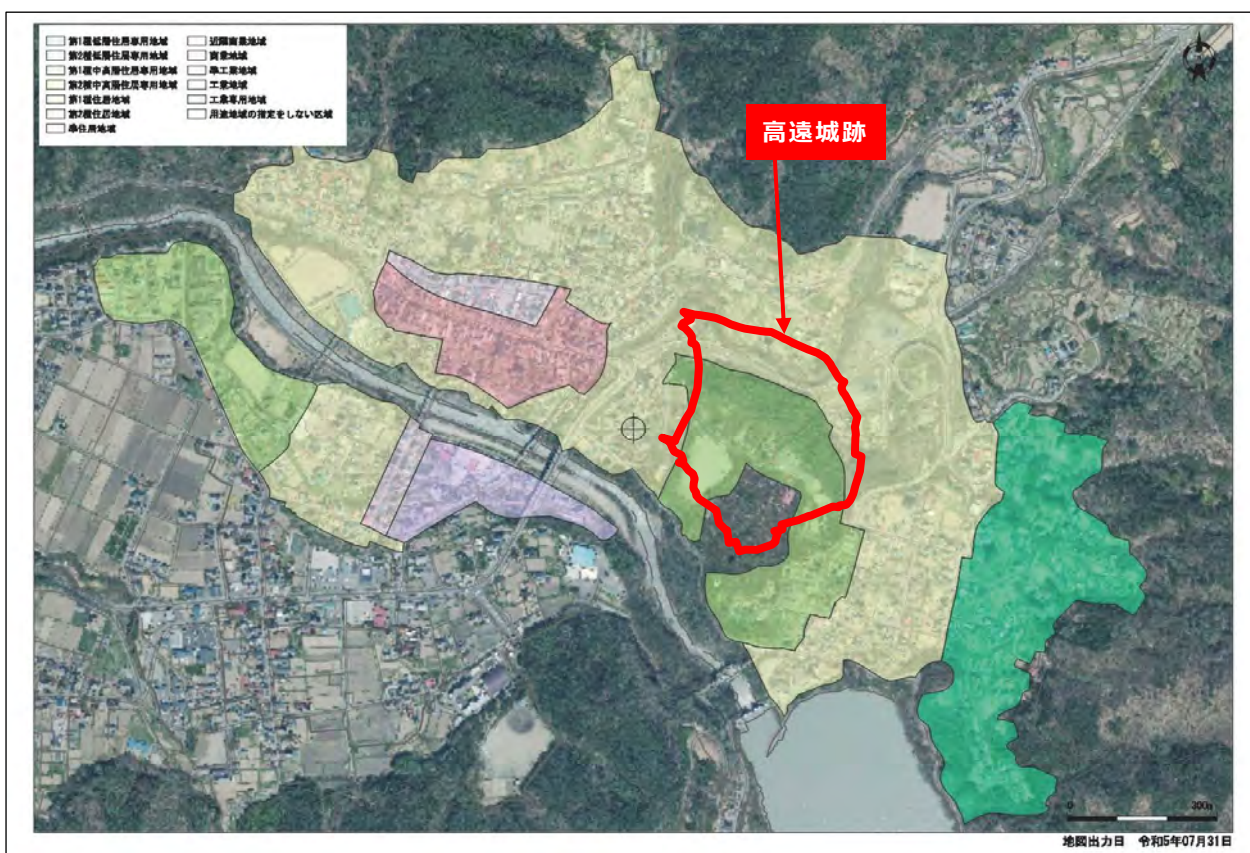 第1種低層住居専用地域
第2種低層住居専用地域
第1種中高層住居専用地域
第2種中高層住居専用地域
第1種住居地域
第2種住居地域
準住居地域
近隣商業地域
商業地域
準工業地域
工業地域
工業専用地域
用途地域の指定をしない区域
高遠城跡
0 300m
地図出力日 令和5年07月31日